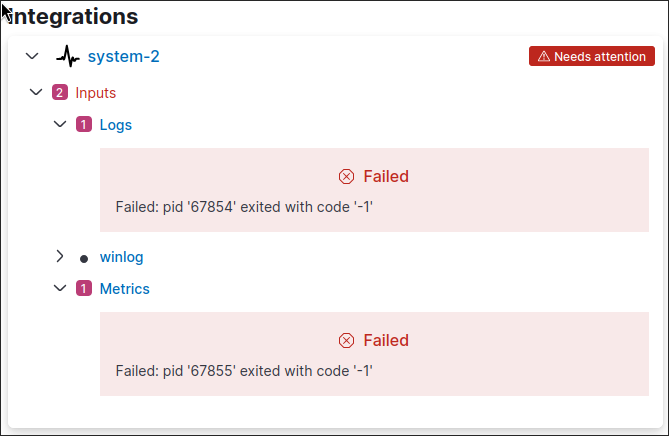 Integrations
system-2
Needs attention
2 Inputs
1 Logs
Failed
Failed: pid '67854' exited with code '-1'
winlog
1 Metrics
Failed
Failed: pid '67855' exited with code '-1'